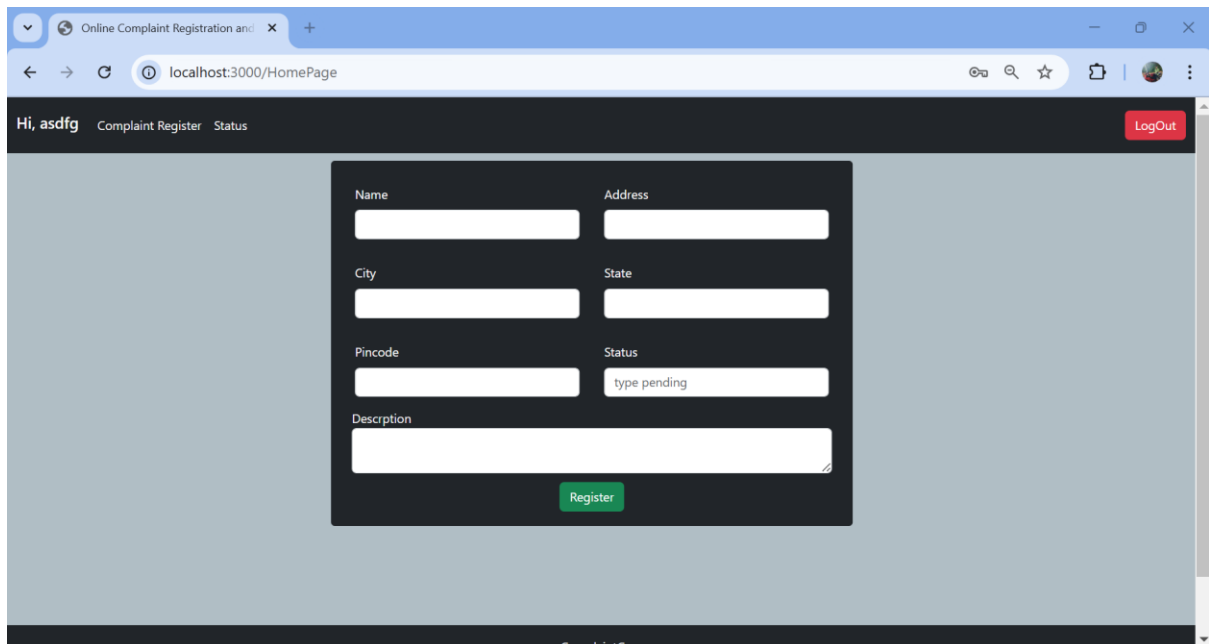 Online Complaint Registration and
localhost:3000/HomePage
Hi, asdfg Complaint Register Status LogOut
Name Address
City State
Pincode Status
type pending
Descrption
Register